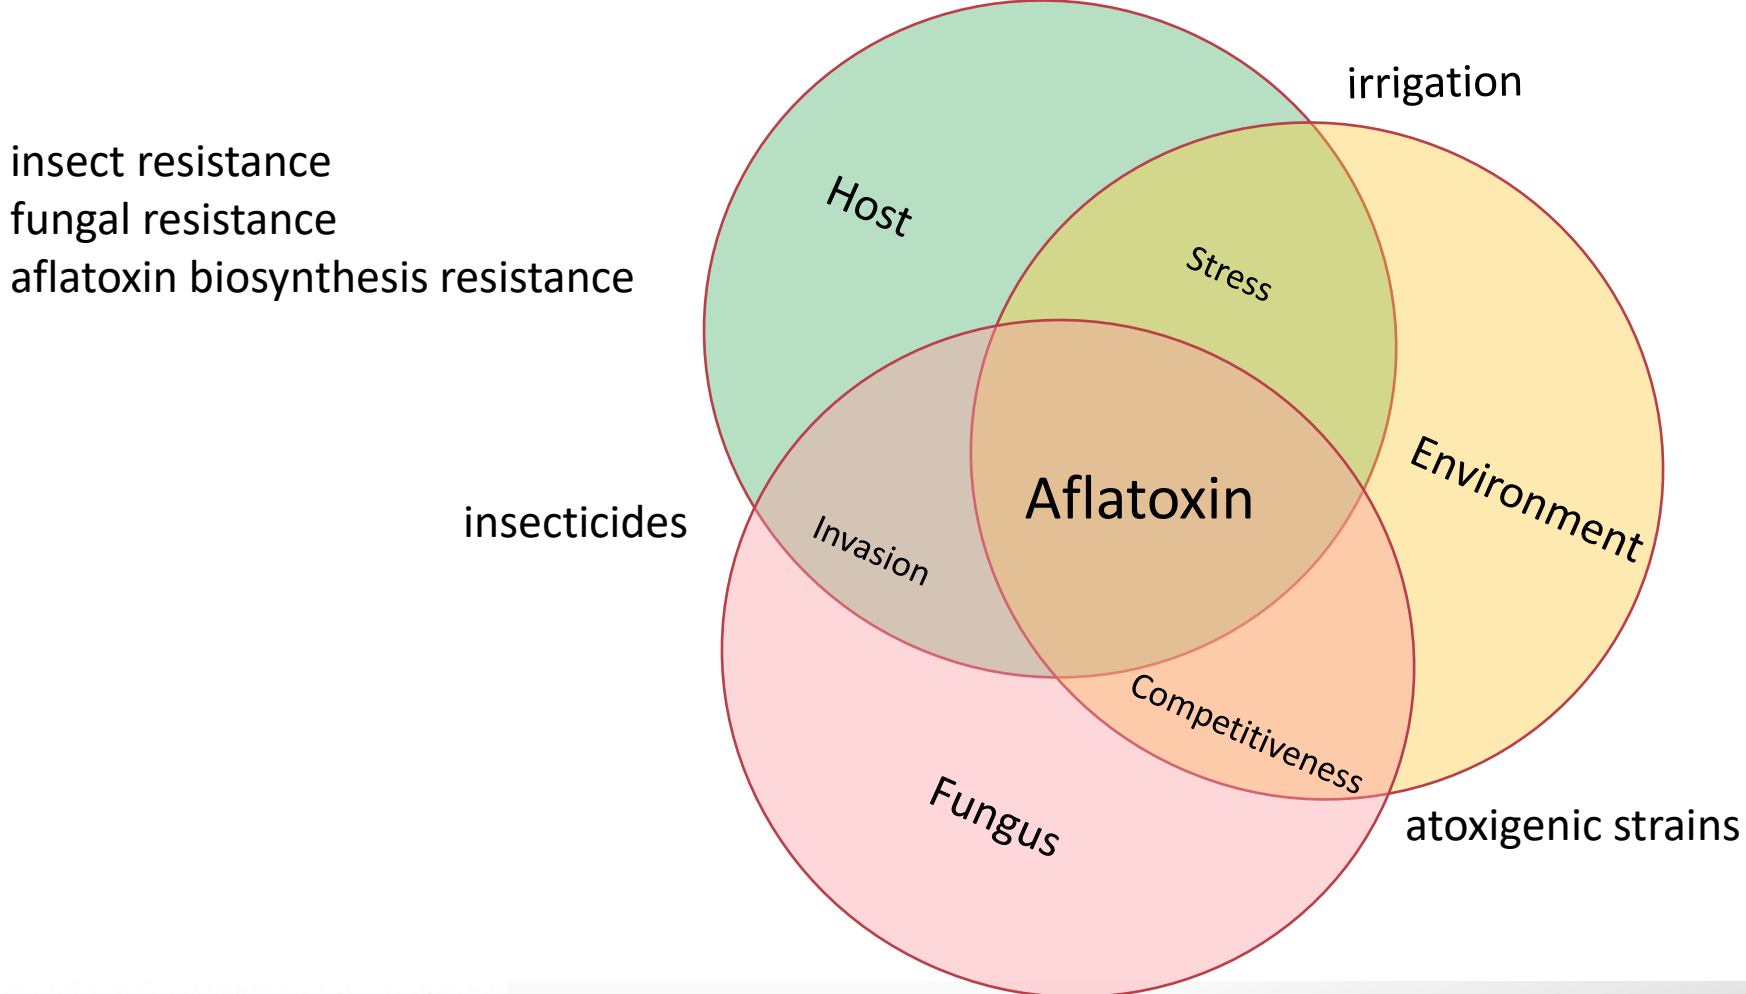 irrigation
insect resistance
fungal resistance
aflatoxin biosynthesis resistance
Host
Stress
Environment
Aflatoxin
insecticides
Invasion
Competitiveness
Fungus
atoxigenic strains